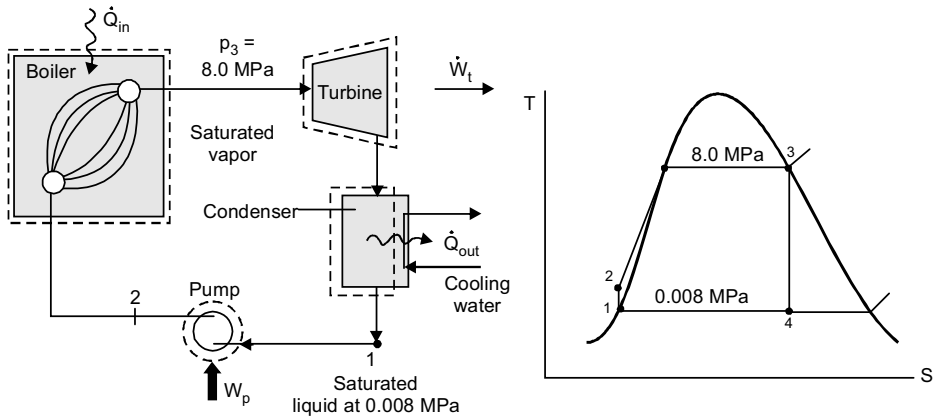 Q̇in
p3 =
8.0 MPa
Boiler
Turbine
Ẇt
Saturated
vapor
Condenser
Q̇out
Cooling
water
Pump
2
1
Wp
Saturated
liquid at 0.008 MPa
T
8.0 MPa
3
2
1
0.008 MPa
4
S